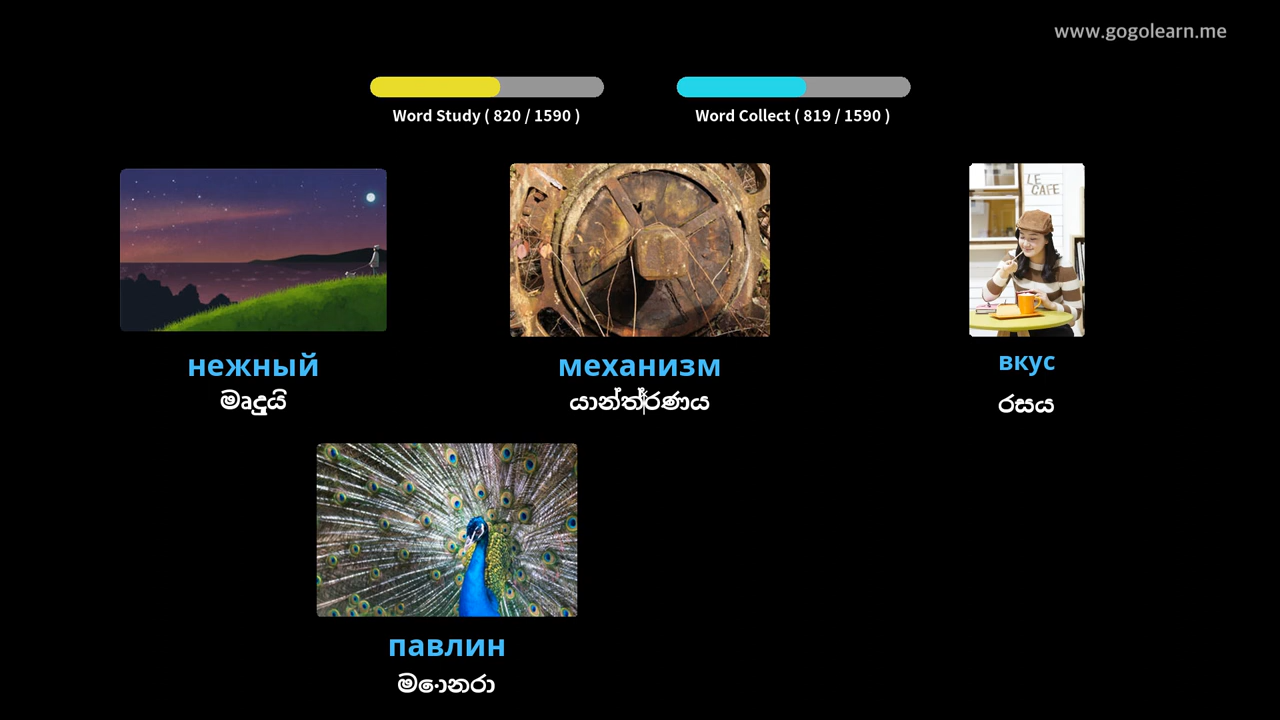 www.gogolearn.me
Word Study ( 820 / 1590 )
Word Collect ( 819 / 1590 )
LE CAFE
нежный
මෘදුයි
механизм
යාන්ත්‍රණය
вкус
රසය
павлин
මොනරා